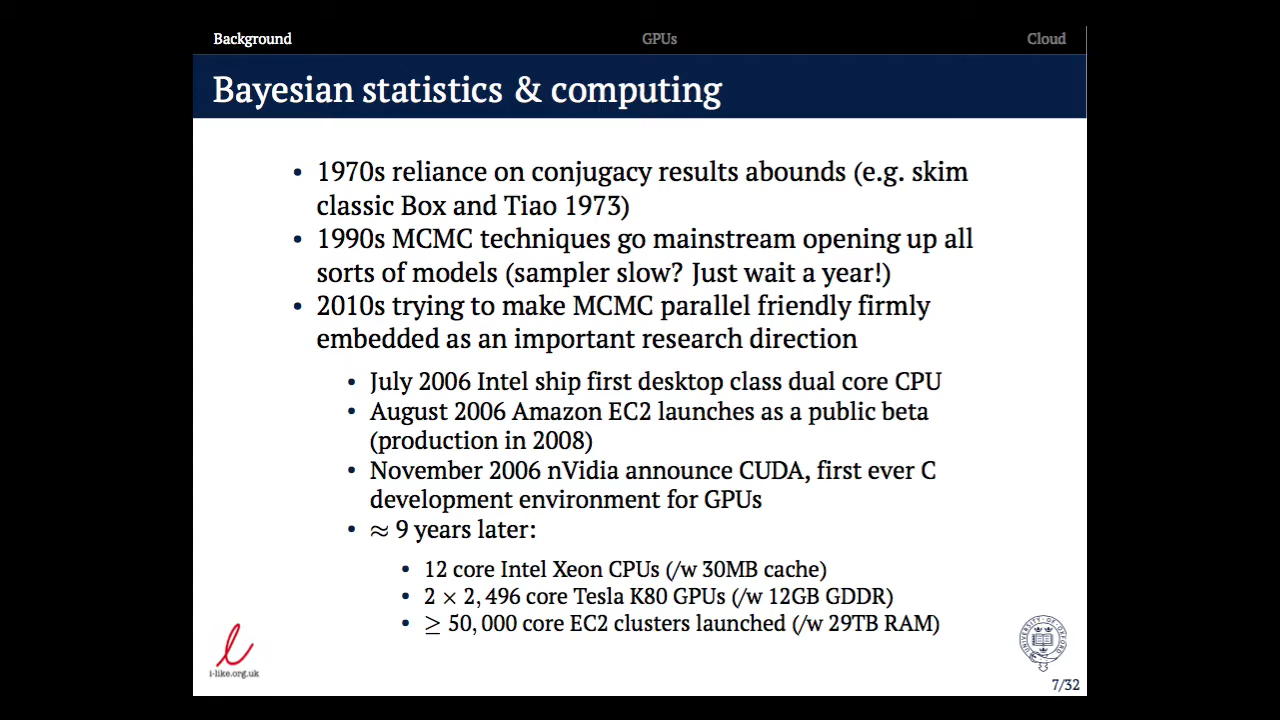 Background GPUs Cloud
Bayesian statistics & computing
• 1970s reliance on conjugacy results abounds (e.g. skim
classic Box and Tiao 1973)
• 1990s MCMC techniques go mainstream opening up all
sorts of models (sampler slow? Just wait a year!)
• 2010s trying to make MCMC parallel friendly firmly
embedded as an important research direction
• July 2006 Intel ship first desktop class dual core CPU
• August 2006 Amazon EC2 launches as a public beta
(production in 2008)
• November 2006 nVidia announce CUDA, first ever C
development environment for GPUs
• ≈ 9 years later:
• 12 core Intel Xeon CPUs (/w 30MB cache)
• 2 × 2, 496 core Tesla K80 GPUs (/w 12GB GDDR)
• ≥ 50, 000 core EC2 clusters launched (/w 29TB RAM)
i-like.org.uk
UNIVERSITY OF OXFORD
7/32